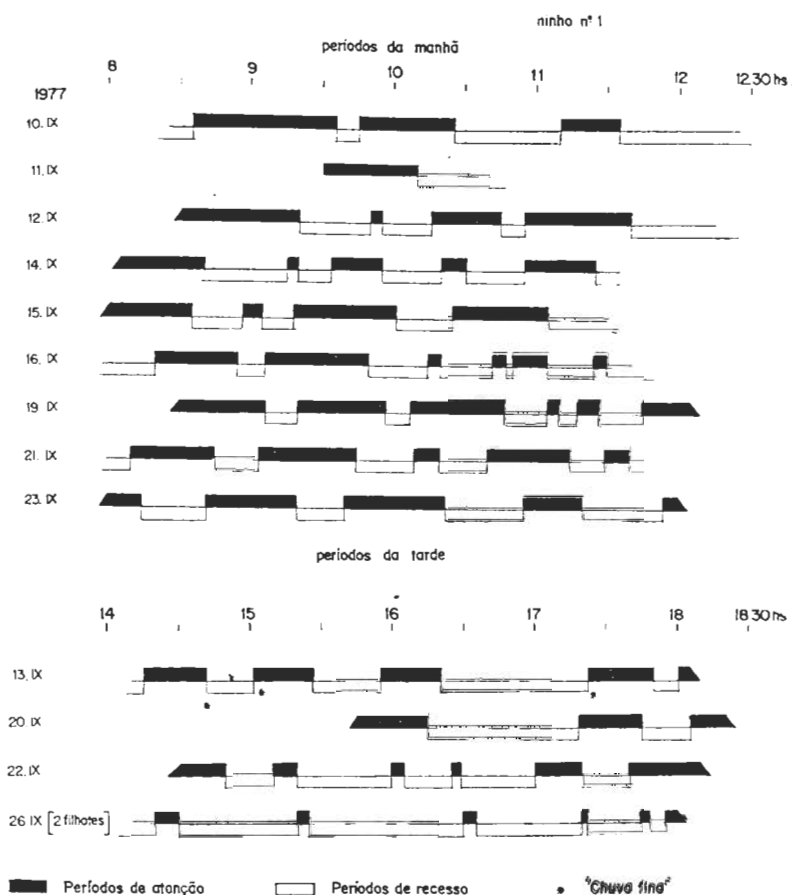 ninho nº 1
períodos da manhã
8 9 10 11 12 12.30 hs
1977
10. IX
11. IX
12. IX
14. IX
15. IX
16. IX
19 IX
21. IX
23. IX
períodos da tarde
14 15 16 17 18 18 30 hs
13. IX
20. IX
22. IX
26 IX [2 filhotes]
Períodos de atenção Períodos de recesso "Chuva fina"